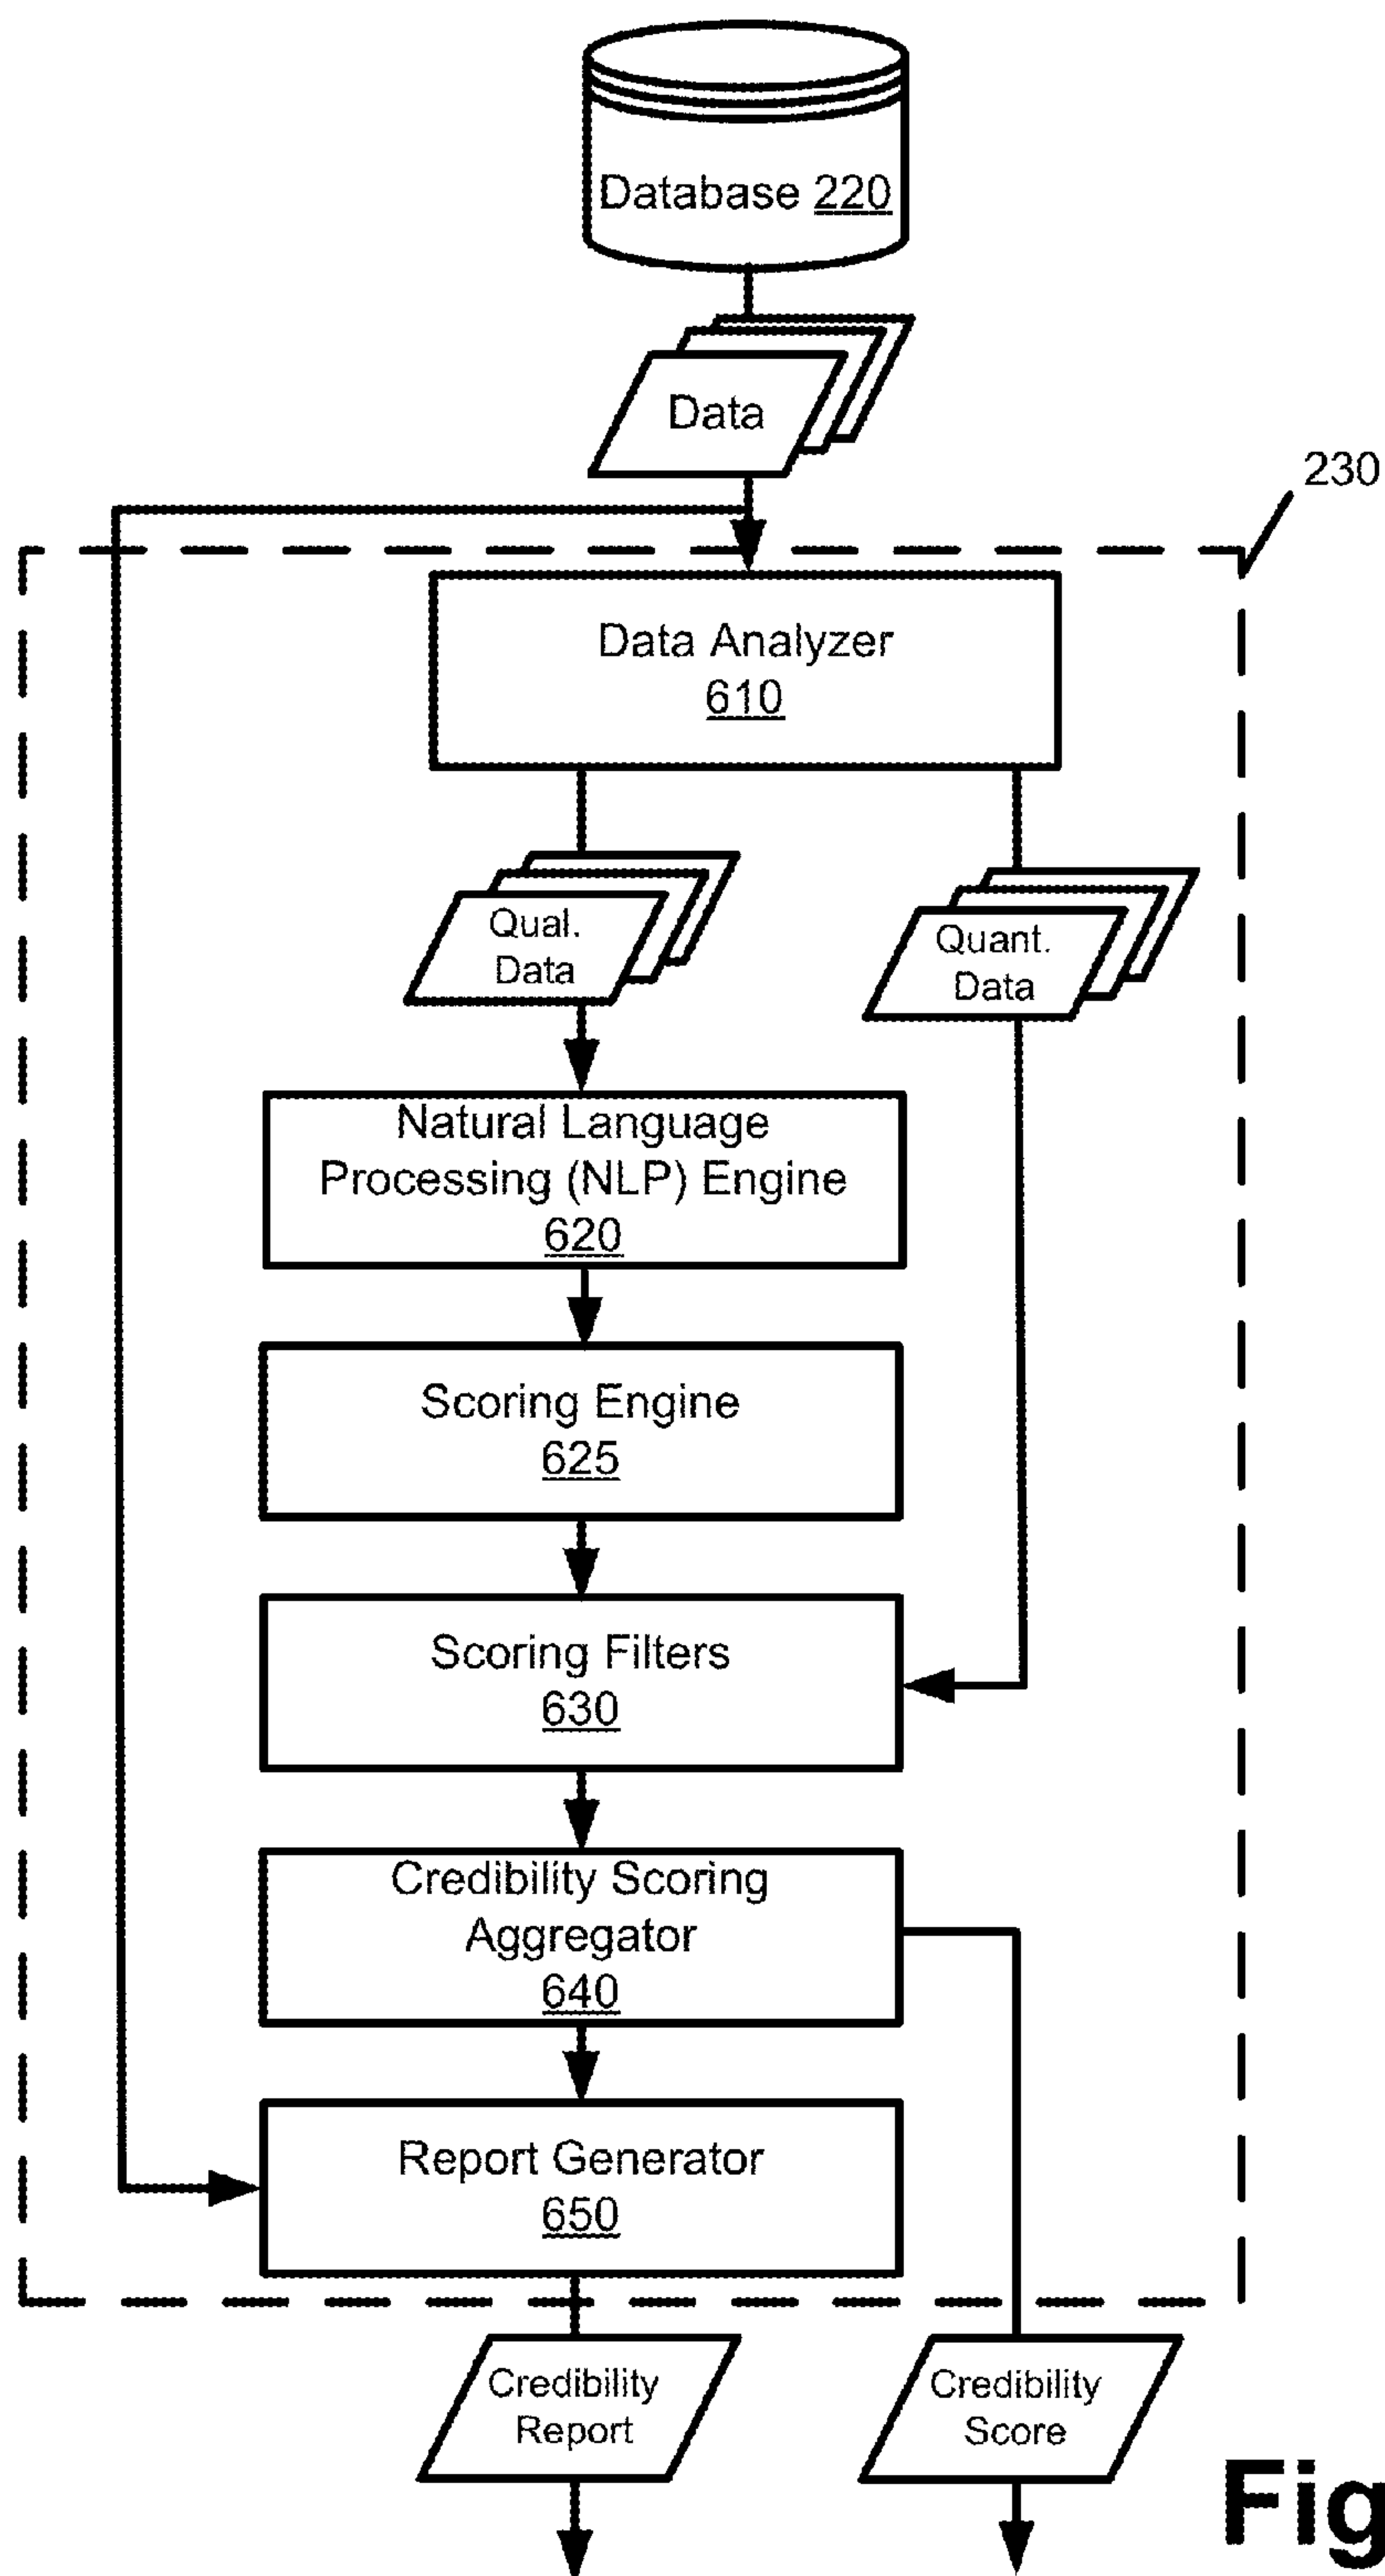 Database 220
Data
230
Data Analyzer
610
Qual.
Data
Quant.
Data
Natural Language
Processing (NLP) Engine
620
Scoring Engine
625
Scoring Filters
630
Credibility Scoring
Aggregator
640
Report Generator
650
Credibility
Report
Credibility
Score
Fig